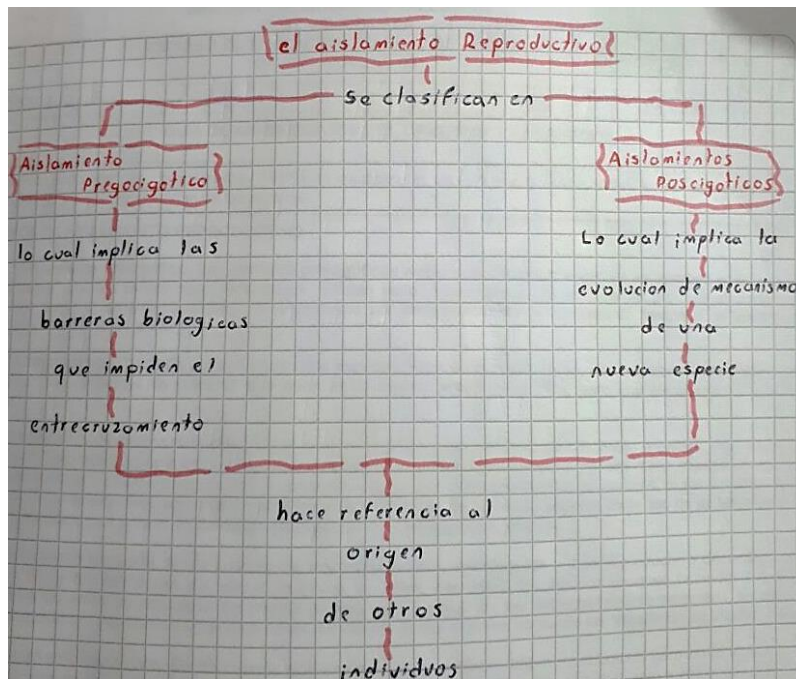 el aislamiento Reproductivo
Se clasifican en
Aislamiento
Pregocigotico
lo cual implica las
barreras biologicas
que impiden el
entrecruzamiento
Aislamientos
Poscigoticos
Lo cual implica la
evolucion de mecanismo
de una
nueva especie
hace referencia al
origen
de otros
individuos